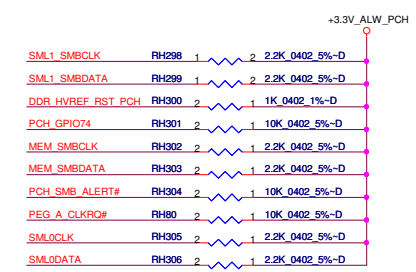 +3.3V_ALW_PCH
SML1_SMBCLK RH298 1 2 2.2K_0402_5%~D
SML1_SMBDATA RH299 1 2 2.2K_0402_5%~D
DDR_HVREF_RST_PCH RH300 2 1 1K_0402_1%~D
PCH_GPIO74 RH301 2 1 10K_0402_5%~D
MEM_SMBCLK RH302 2 1 2.2K_0402_5%~D
MEM_SMBDATA RH303 2 1 2.2K_0402_5%~D
PCH_SMB_ALERT# RH304 2 1 10K_0402_5%~D
PEG_A_CLKRQ# RH80 2 1 10K_0402_5%~D
SML0CLK RH305 2 1 2.2K_0402_5%~D
SML0DATA RH306 2 1 2.2K_0402_5%~D